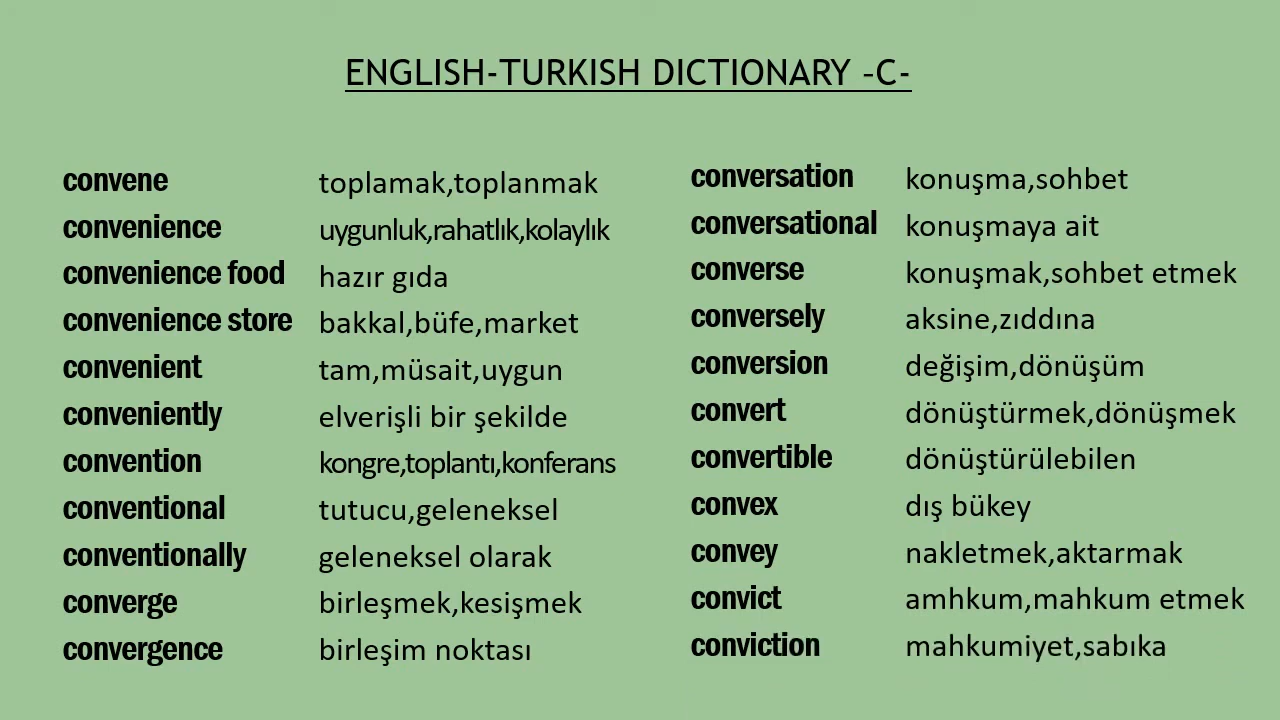 ENGLISH-TURKISH DICTIONARY –C-
convene toplamak,toplanmak
convenience uygunluk,rahatlık,kolaylık
convenience food hazır gıda
convenience store bakkal,büfe,market
convenient tam,müsait,uygun
conveniently elverişli bir şekilde
convention kongre,toplantı,konferans
conventional tutucu,geleneksel
conventionally geleneksel olarak
converge birleşmek,kesişmek
convergence birleşim noktası
conversation konuşma,sohbet
conversational konuşmaya ait
converse konuşmak,sohbet etmek
conversely aksine,zıddına
conversion değişim,dönüşüm
convert dönüştürmek,dönüşmek
convertible dönüştürülebilen
convex dış bükey
convey nakletmek,aktarmak
convict amhkum,mahkum etmek
conviction mahkumiyet,sabıka